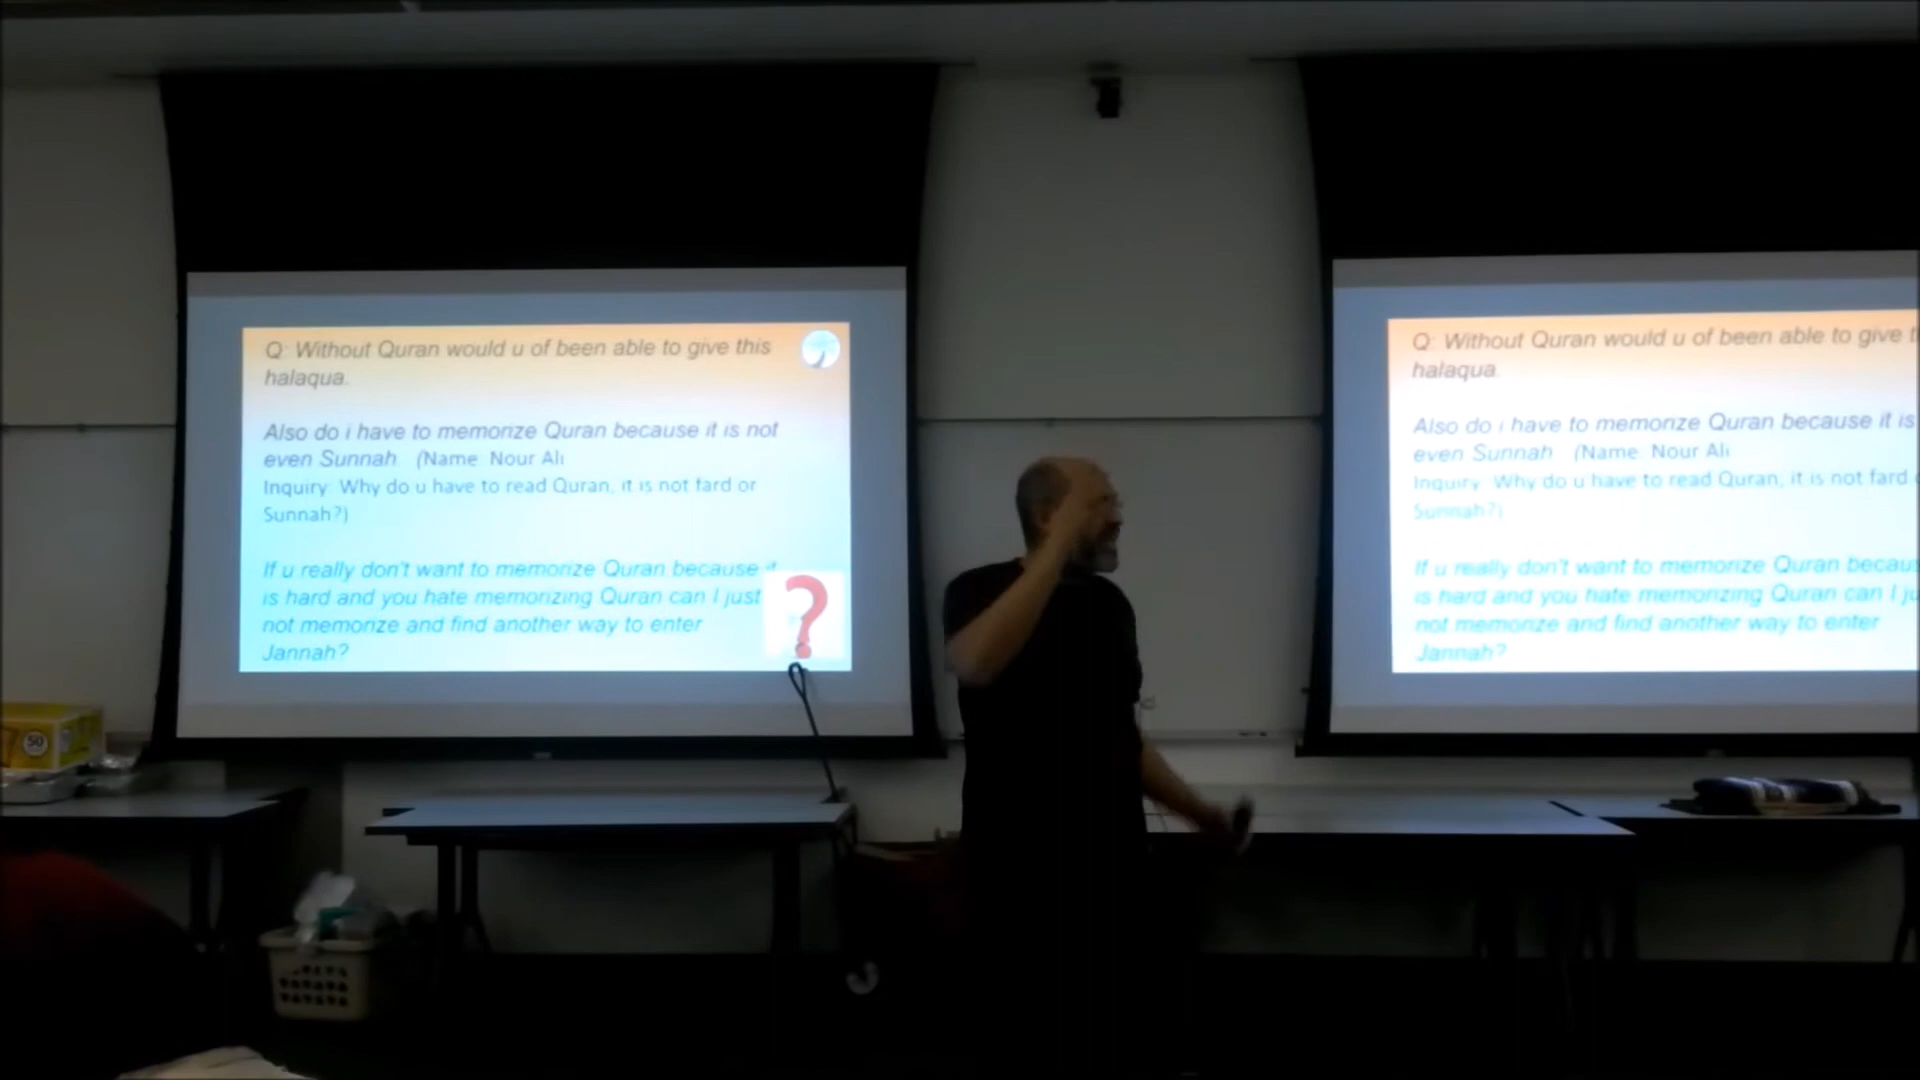 Q: Without Quran would u of been able to give this
halaqua.
Also do i have to memorize Quran because it is not
even Sunnah. (Name: Nour Ali
Inquiry: Why do u have to read Quran, it is not fard or
Sunnah?)
If u really don't want to memorize Quran because it
is hard and you hate memorizing Quran can I just
not memorize and find another way to enter
Jannah?
?
Q: Without Quran would u of been able to give
halaqua.
Also do i have to memorize Quran because it is
even Sunnah. (Name: Nour Ali
Inquiry: Why do u have to read Quran, it is not fard
Sunnah?)
If u really don't want to memorize Quran
is hard and you hate memorizing Quran can I
not memorize and find another way to enter
Jannah?
50